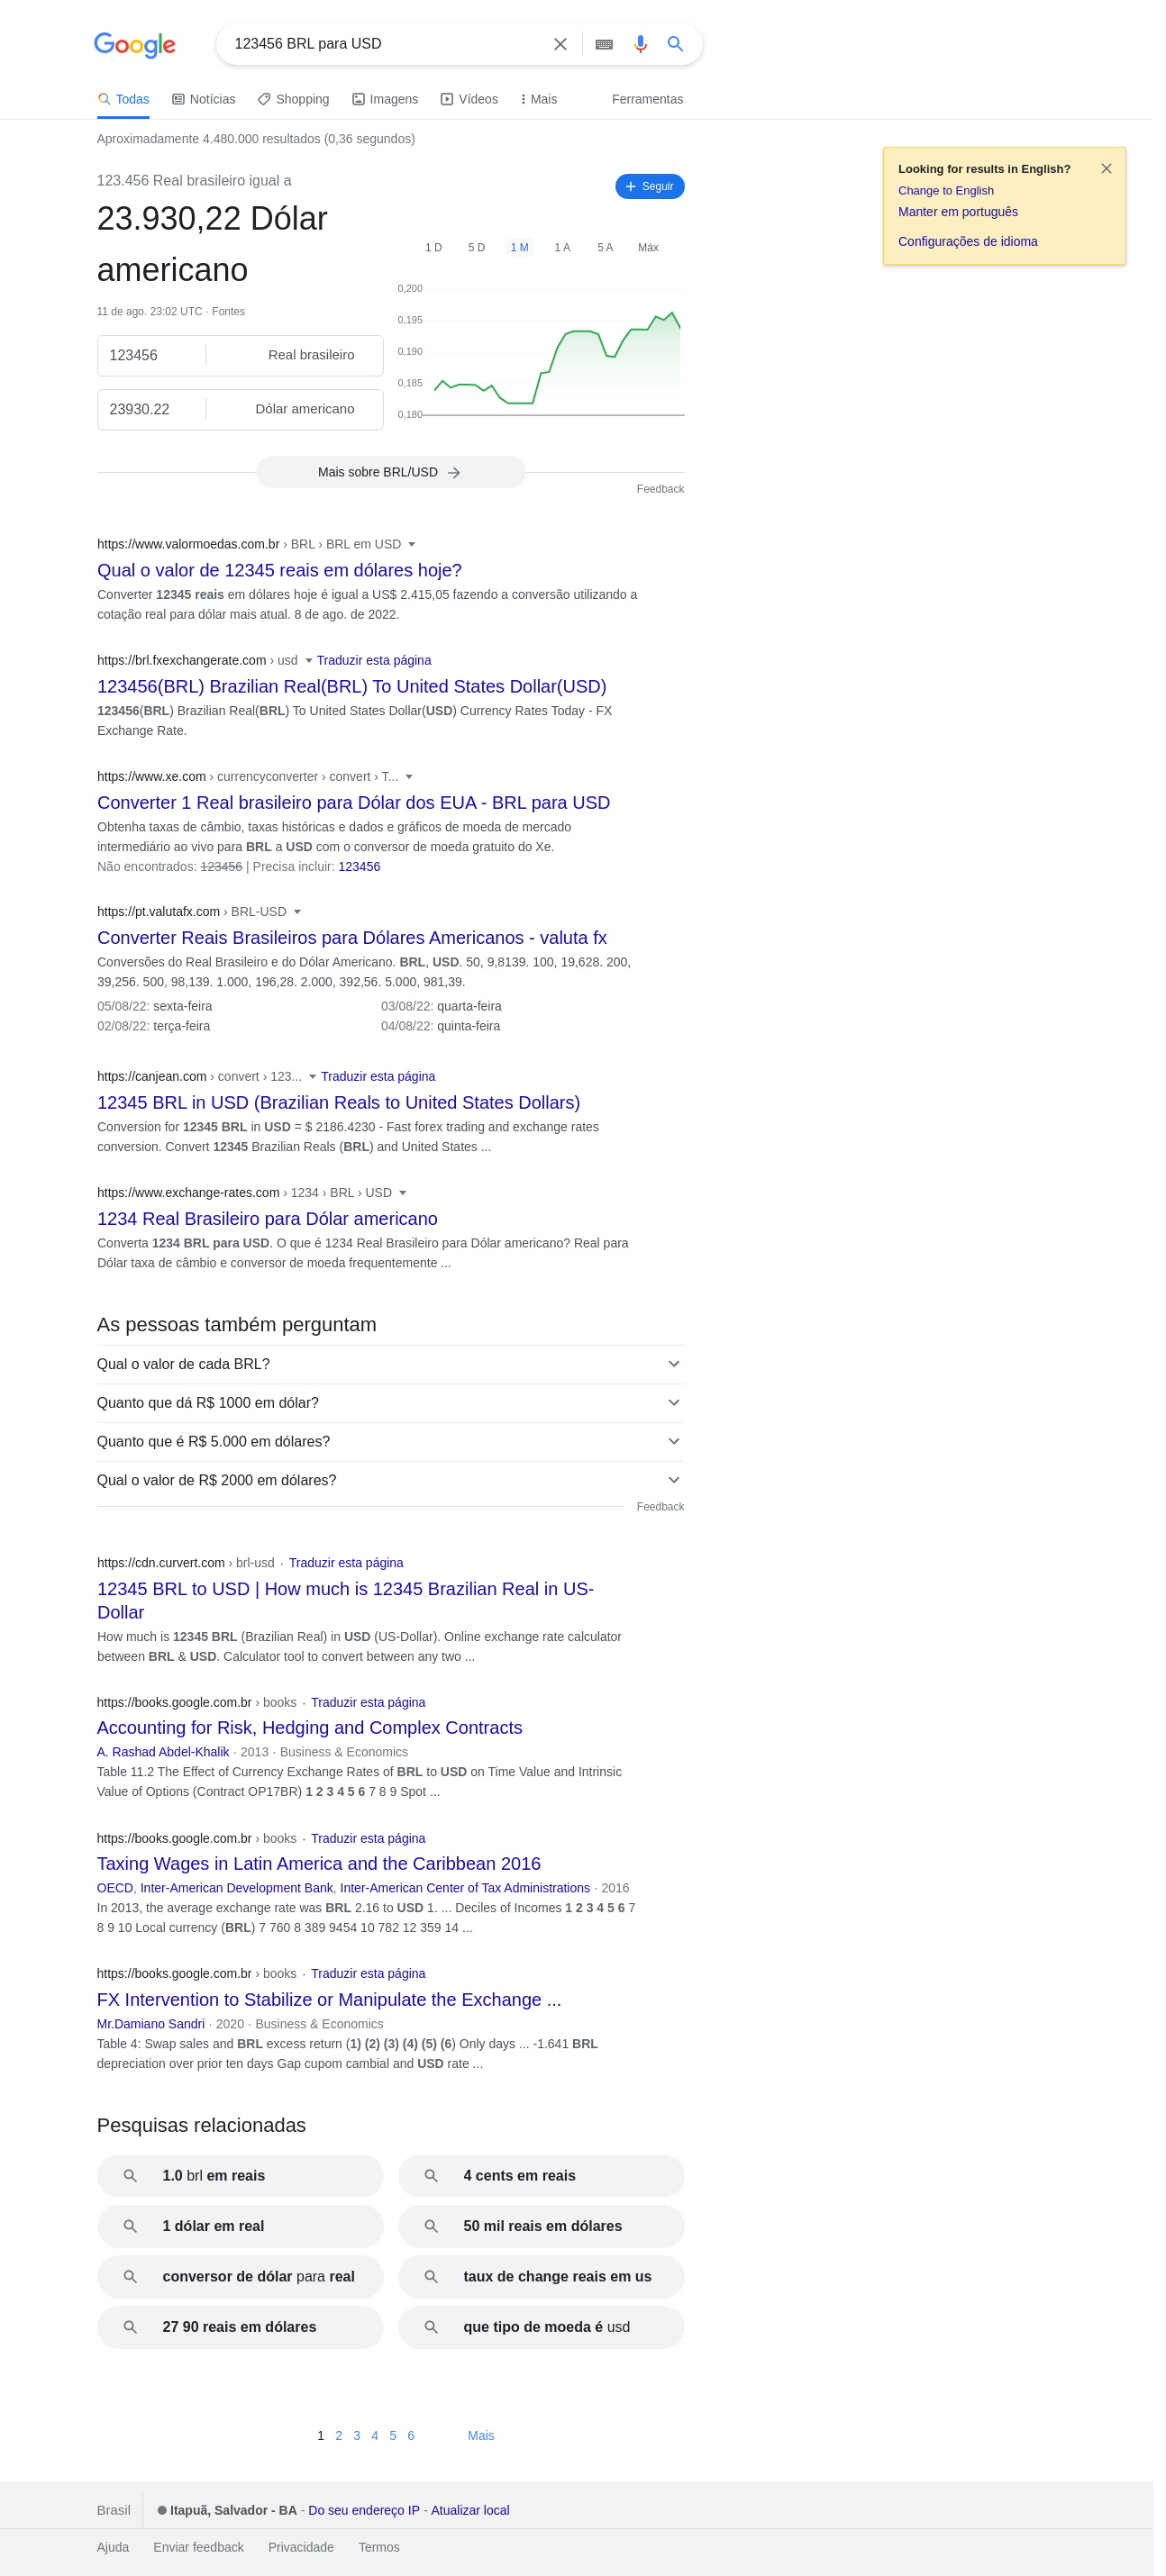 Google
123456 BRL para USD
Todas Notícias Shopping Imagens Vídeos Mais Ferramentas
Aproximadamente 4.480.000 resultados (0,36 segundos)
Looking for results in English?
Change to English
Manter em português
Configurações de idioma
123.456 Real brasileiro igual a
Seguir
23.930,22 Dólar
americano
11 de ago. 23:02 UTC · Fontes
123456 Real brasileiro
23930.22 Dólar americano
1 D 5 D 1 M 1 A 5 A Máx
0,200
0,195
0,190
0,185
0,180
Mais sobre BRL/USD
Feedback
https://www.valormoedas.com.br › BRL › BRL em USD
Qual o valor de 12345 reais em dólares hoje?
Converter 12345 reais em dólares hoje é igual a US$ 2.415,05 fazendo a conversão utilizando a
cotação real para dólar mais atual. 8 de ago. de 2022.
https://brl.fxexchangerate.com › usd Traduzir esta página
123456(BRL) Brazilian Real(BRL) To United States Dollar(USD)
123456(BRL) Brazilian Real(BRL) To United States Dollar(USD) Currency Rates Today - FX
Exchange Rate.
https://www.xe.com › currencyconverter › convert › T...
Converter 1 Real brasileiro para Dólar dos EUA - BRL para USD
Obtenha taxas de câmbio, taxas históricas e dados e gráficos de moeda de mercado
intermediário ao vivo para BRL a USD com o conversor de moeda gratuito do Xe.
Não encontrados: 123456 | Precisa incluir: 123456
https://pt.valutafx.com › BRL-USD
Converter Reais Brasileiros para Dólares Americanos - valuta fx
Conversões do Real Brasileiro e do Dólar Americano. BRL, USD. 50, 9,8139. 100, 19,628. 200,
39,256. 500, 98,139. 1.000, 196,28. 2.000, 392,56. 5.000, 981,39.
05/08/22: sexta-feira 03/08/22: quarta-feira
02/08/22: terça-feira 04/08/22: quinta-feira
https://canjean.com › convert › 123... Traduzir esta página
12345 BRL in USD (Brazilian Reals to United States Dollars)
Conversion for 12345 BRL in USD = $ 2186.4230 - Fast forex trading and exchange rates
conversion. Convert 12345 Brazilian Reals (BRL) and United States ...
https://www.exchange-rates.com › 1234 › BRL › USD
1234 Real Brasileiro para Dólar americano
Converta 1234 BRL para USD. O que é 1234 Real Brasileiro para Dólar americano? Real para
Dólar taxa de câmbio e conversor de moeda frequentemente ...
As pessoas também perguntam
Qual o valor de cada BRL?
Quanto que dá R$ 1000 em dólar?
Quanto que é R$ 5.000 em dólares?
Qual o valor de R$ 2000 em dólares?
Feedback
https://cdn.curvert.com › brl-usd · Traduzir esta página
12345 BRL to USD | How much is 12345 Brazilian Real in US-
Dollar
How much is 12345 BRL (Brazilian Real) in USD (US-Dollar). Online exchange rate calculator
between BRL & USD. Calculator tool to convert between any two ...
https://books.google.com.br › books · Traduzir esta página
Accounting for Risk, Hedging and Complex Contracts
A. Rashad Abdel-Khalik · 2013 · Business & Economics
Table 11.2 The Effect of Currency Exchange Rates of BRL to USD on Time Value and Intrinsic
Value of Options (Contract OP17BR) 1 2 3 4 5 6 7 8 9 Spot ...
https://books.google.com.br › books · Traduzir esta página
Taxing Wages in Latin America and the Caribbean 2016
OECD, Inter-American Development Bank, Inter-American Center of Tax Administrations · 2016
In 2013, the average exchange rate was BRL 2.16 to USD 1. ... Deciles of Incomes 1 2 3 4 5 6 7
8 9 10 Local currency (BRL) 7 760 8 389 9454 10 782 12 359 14 ...
https://books.google.com.br › books · Traduzir esta página
FX Intervention to Stabilize or Manipulate the Exchange ...
Mr.Damiano Sandri · 2020 · Business & Economics
Table 4: Swap sales and BRL excess return (1) (2) (3) (4) (5) (6) Only days ... -1.641 BRL
depreciation over prior ten days Gap cupom cambial and USD rate ...
Pesquisas relacionadas
1.0 brl em reais 4 cents em reais
1 dólar em real 50 mil reais em dólares
conversor de dólar para real taux de change reais em us
27 90 reais em dólares que tipo de moeda é usd
1 2 3 4 5 6 Mais
Brasil Itapuã, Salvador - BA - Do seu endereço IP - Atualizar local
Ajuda Enviar feedback Privacidade Termos